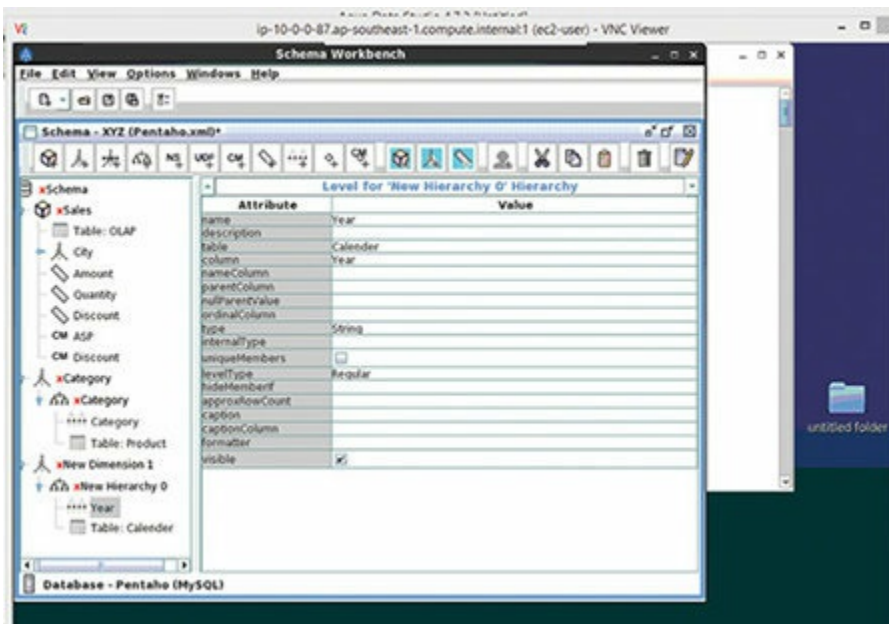 ip-10-0-0-87.ap-southeast-1.compute.internal:1 (ec2-user) - VNC Viewer
Schema Workbench
File Edit View Options Windows Help
Schema - XYZ (Pentaho.xml)*
NS UDF CM CM
Schema
Sales
Table: OLAP
City
Amount
Quantity
Discount
CM ASP
CM Discount
Category
Category
Category
Table: Product
New Dimension 1
New Hierarchy 0
Year
Table: Calender
Level for 'New Hierarchy 0' Hierarchy
Attribute Value
name Year
description
table Calender
column Year
nameColumn
parentColumn
nullParentValue
ordinalColumn
type String
internalType
uniqueMembers
levelType Regular
hideMemberIf
approxRowCount
caption
captionColumn
formatter
visible
Database - Pentaho (MySQL)
untitled folder